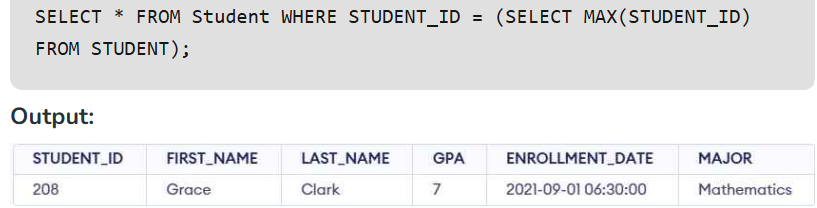 SELECT * FROM Student WHERE STUDENT_ID = (SELECT MAX(STUDENT_ID)
FROM STUDENT);
Output:
STUDENT_ID FIRST_NAME LAST_NAME GPA ENROLLMENT_DATE MAJOR
208 Grace Clark 7 2021-09-01 06:30:00 Mathematics